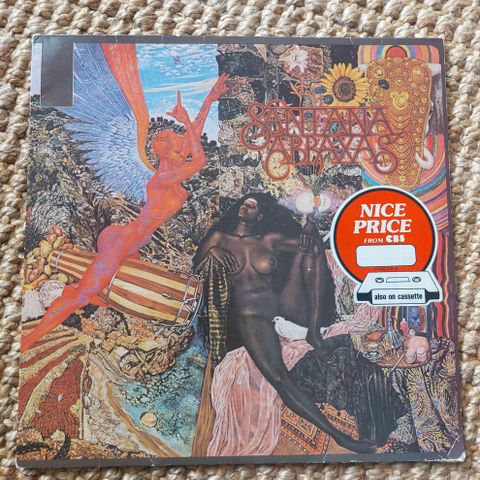 SANTANA
ABRAXAS
NICE
PRICE
FROM CBS
also on cassette